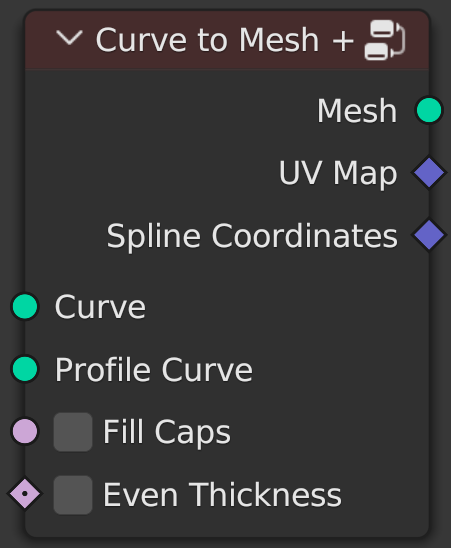 Curve to Mesh +
Mesh
UV Map
Spline Coordinates
Curve
Profile Curve
Fill Caps
Even Thickness